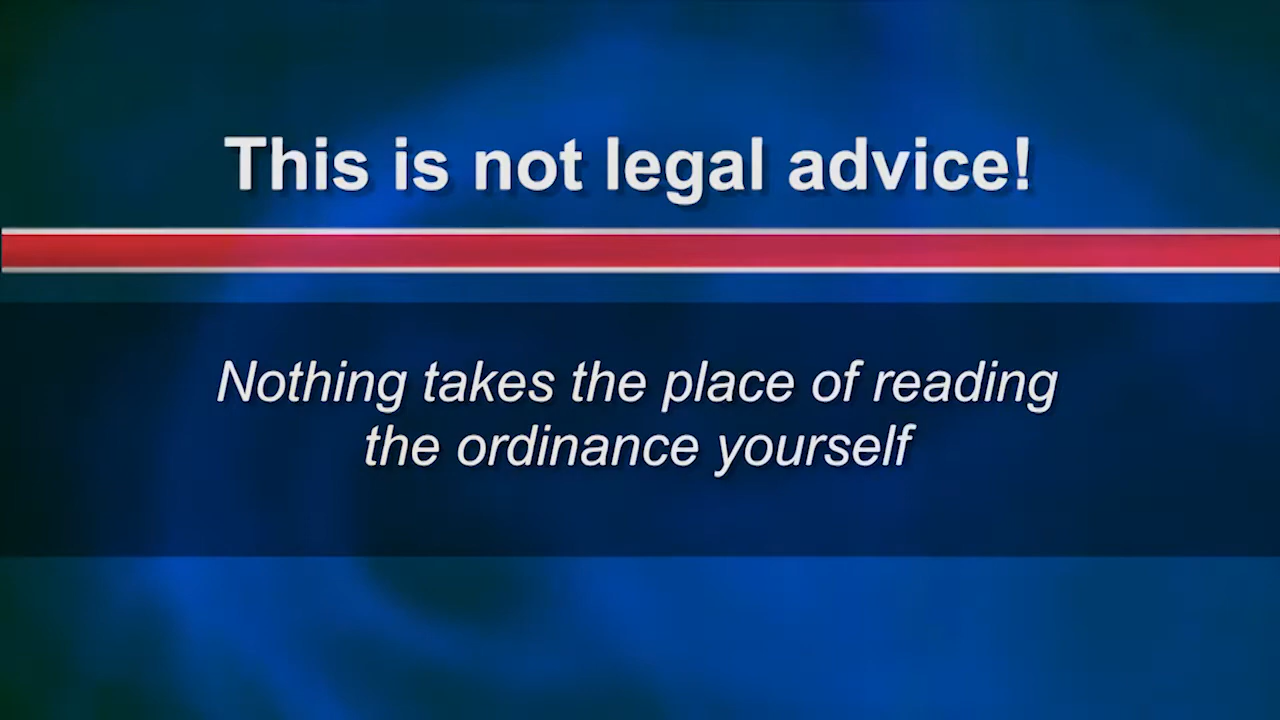 This is not legal advice!
Nothing takes the place of reading
the ordinance yourself